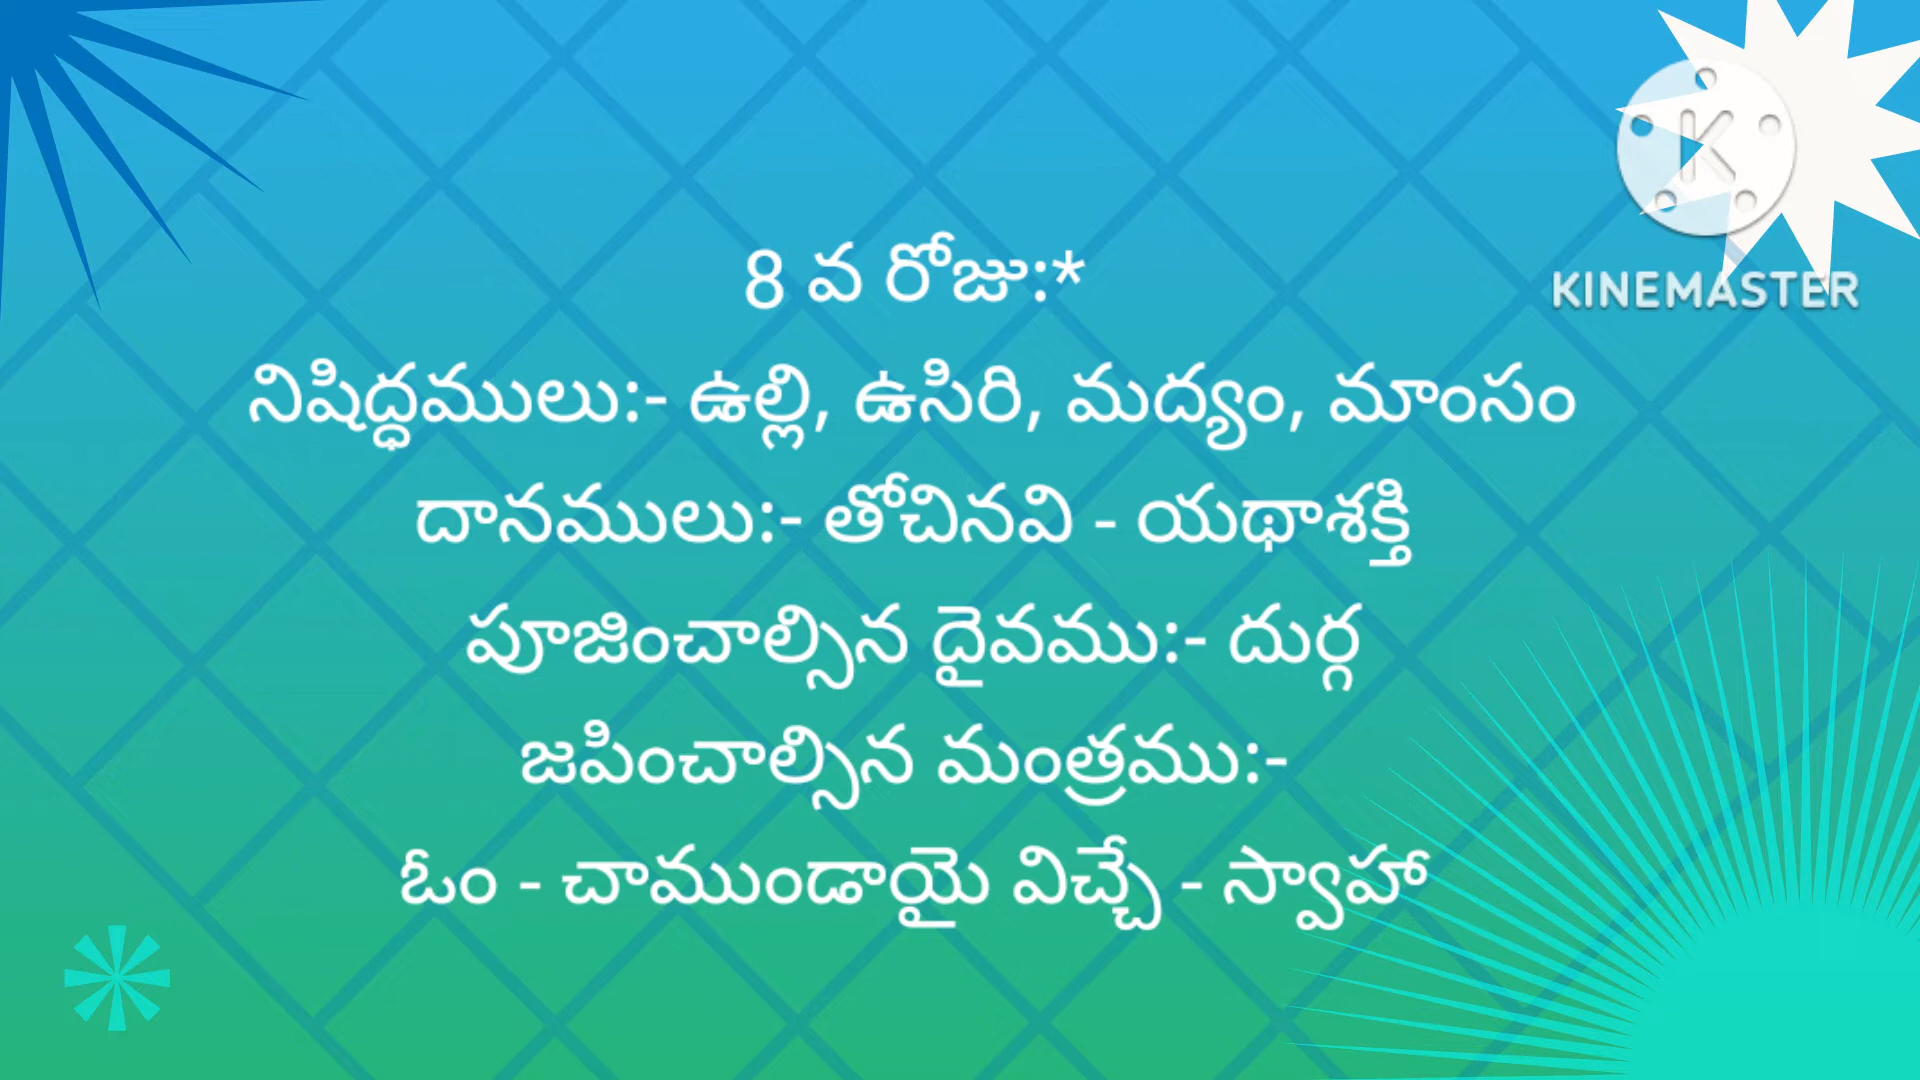 8 వ రోజు:*
నిషిద్ధములు:- ఉల్లి, ఉసిరి, మద్యం, మాంసం
దానములు:- తోచినవి - యథాశక్తి
పూజించాల్సిన దైవము:- దుర్గ
జపించాల్సిన మంత్రము:-
ఓం - చాముండాయై విచ్చే - స్వాహా
K
KINEMASTER